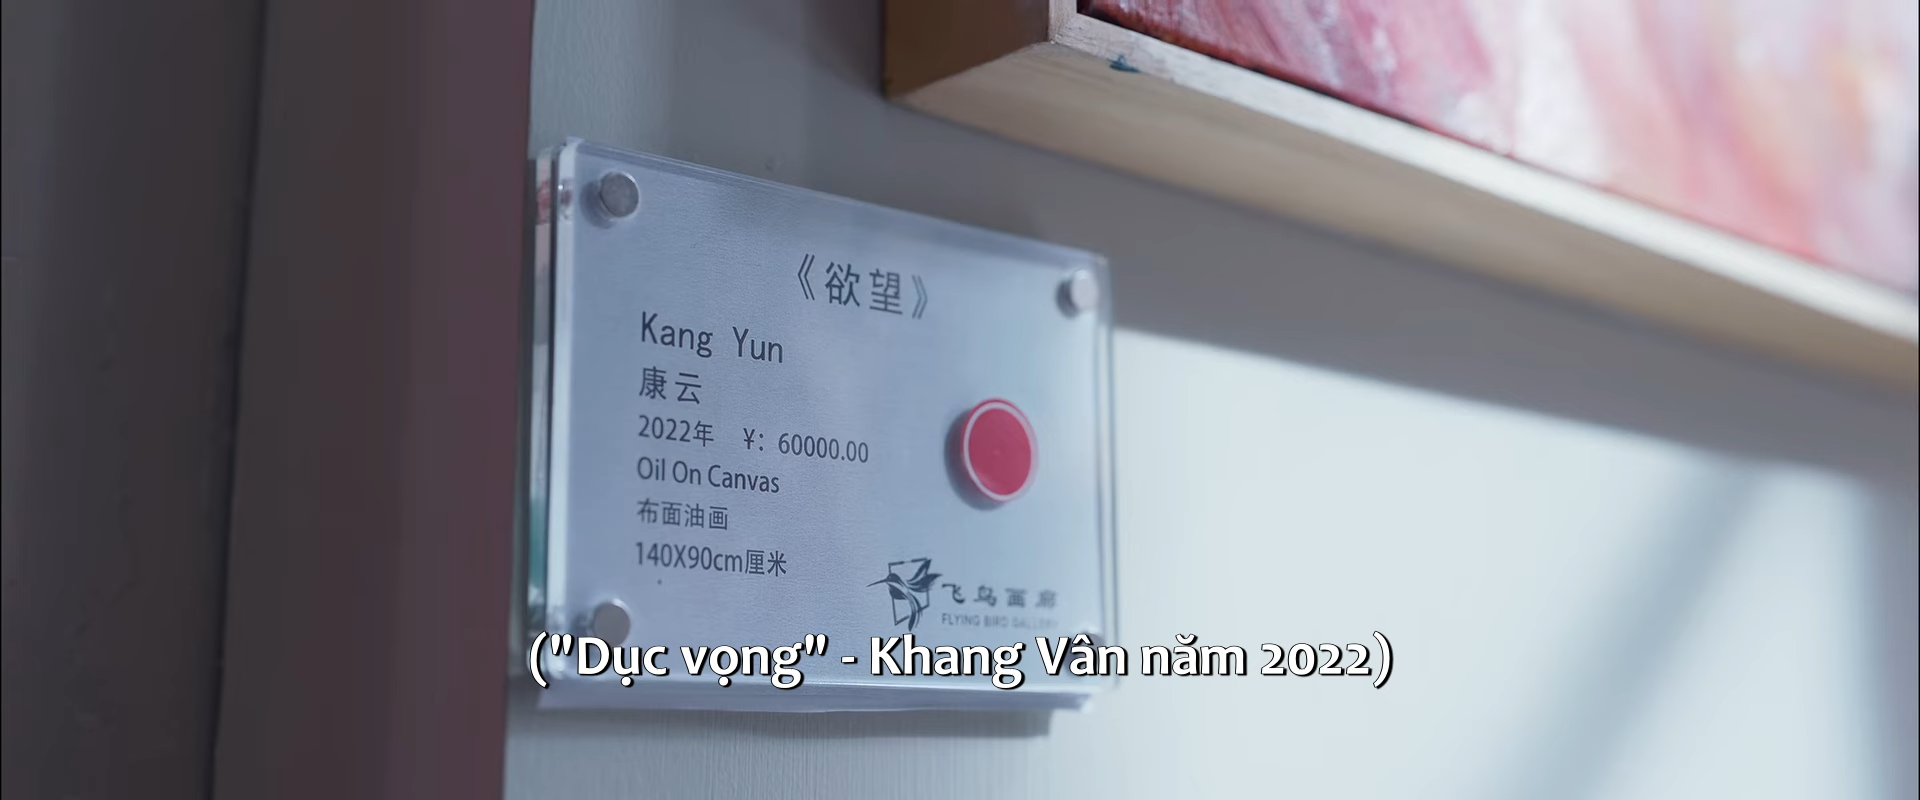 《欲望》
Kang Yun
康云
2022年 ¥: 60000.00
Oil On Canvas
布面油画
140X90cm厘米
飞鸟画廊
FLYING BIRD GALLERY
("Dục vọng" - Khang Vân năm 2022)